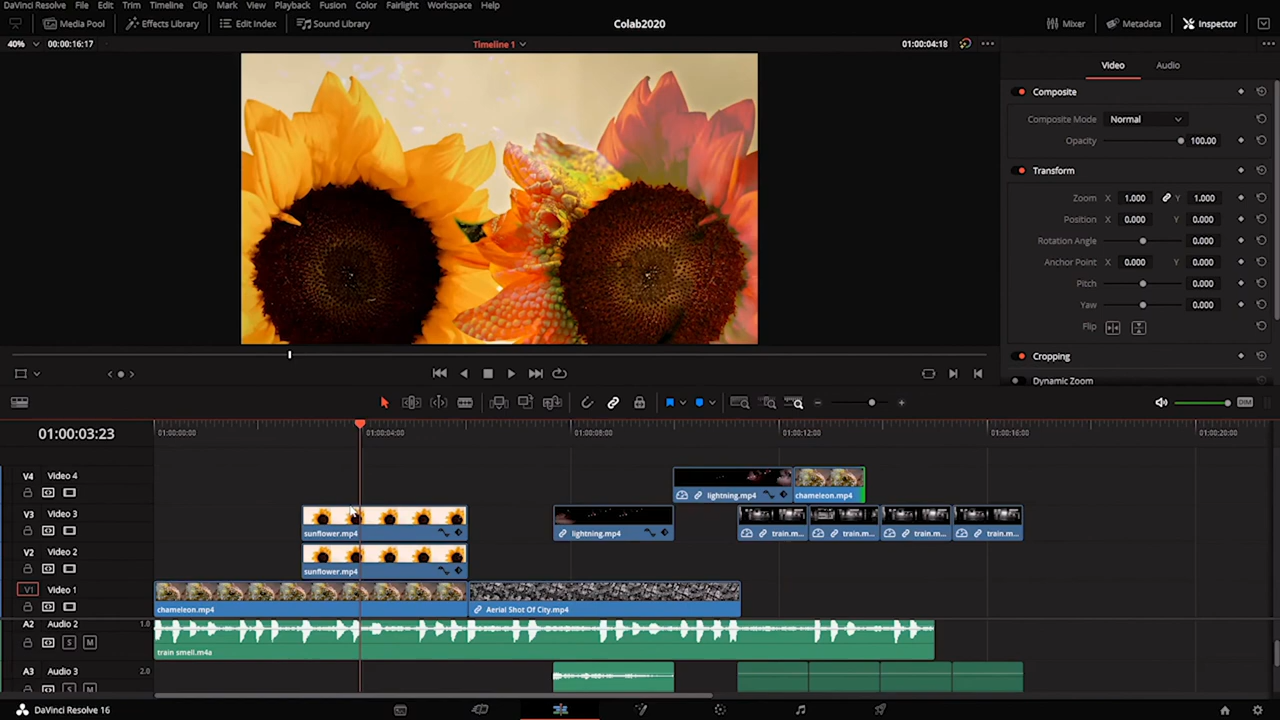 DaVinci Resolve File Edit Trim Timeline Clip Mark View Playback Fusion Color Fairlight Workspace Help
Media Pool Effects Library Edit Index Sound Library Colab2020 Mixer Metadata Inspector
40% 00:00:16:17 Timeline 1 01:00:04:18
Video Audio
Composite
Composite Mode Normal
Opacity 100.00
Transform
Zoom X 1.000 Y 1.000
Position X 0.000 Y 0.000
Rotation Angle 0.000
Anchor Point X 0.000 Y 0.000
Pitch 0.000
Yaw 0.000
Flip
Cropping
Dynamic Zoom
DIM
01:00:03:23 01:00:00:00 01:00:04:00 01:00:08:00 01:00:12:00 01:00:16:00 01:00:20:00
V4 Video 4
lightning.mp4 chameleon.mp4
V3 Video 3
sunflower.mp4 lightning.mp4 train.m... train.m... train.m... train.m...
V2 Video 2
sunflower.mp4
V1 Video 1
chameleon.mp4 Aerial Shot Of City.mp4
A2 Audio 2 1.0
S M
train smell.m4a
A3 Audio 3 2.0
S M
DaVinci Resolve 16